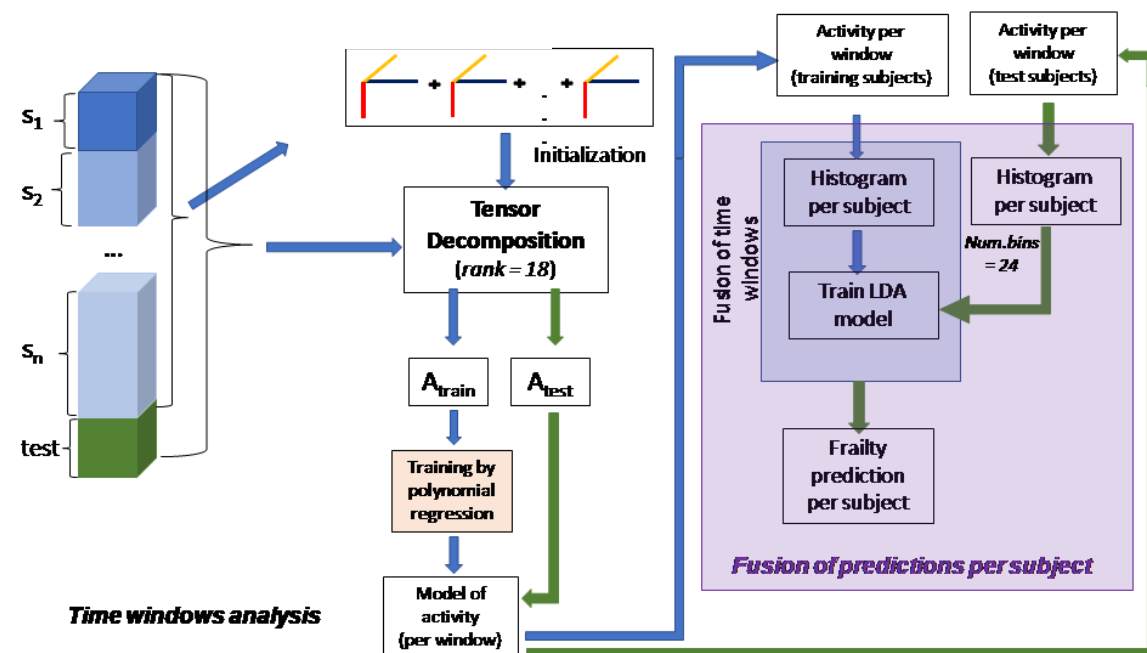 s1
s2
...
sn
test
+ + + +
Initialization
Tensor
Decomposition
(rank = 18)
Atrain
Atest
Training by
polynomial
regression
Model of
activity
(per window)
Time windows analysis
Activity per
window
(training subjects)
Activity per
window
(test subjects)
Fusion of time
windows
Histogram
per subject
Train LDA
model
Histogram
per subject
Num.bins
= 24
Frailty
prediction
per subject
Fusion of predictions per subject